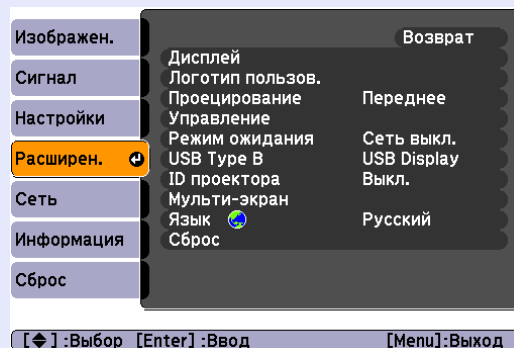 Изображен.
Сигнал
Настройки
Расширен.
Сеть
Информация
Сброс
Возврат
Дисплей
Логотип пользов.
Проецирование Переднее
Управление
Режим ожидания Сеть выкл.
USB Type B USB Display
ID проектора Выкл.
Мульти-экран
Язык Русский
Сброс
[◆] :Выбор [Enter] :Ввод [Menu] :Выход